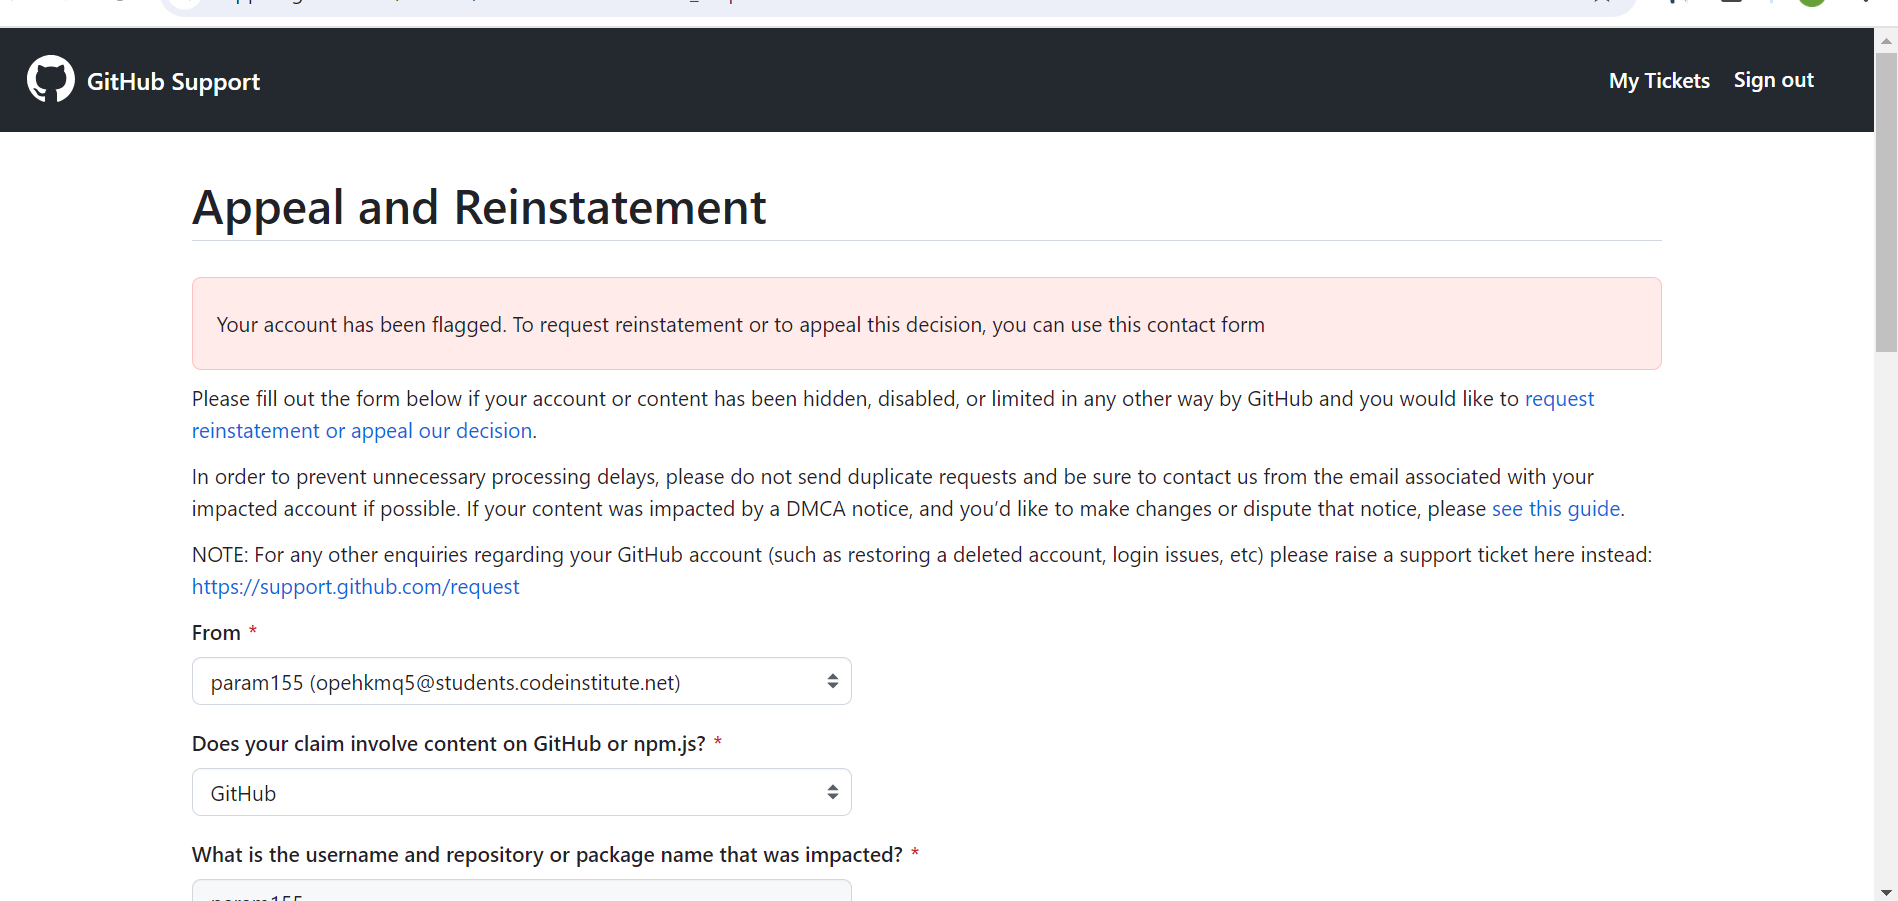 GitHub Support
My Tickets
Sign out
Appeal and Reinstatement
Your account has been flagged. To request reinstatement or to appeal this decision, you can use this contact form
Please fill out the form below if your account or content has been hidden, disabled, or limited in any other way by GitHub and you would like to request
reinstatement or appeal our decision.
In order to prevent unnecessary processing delays, please do not send duplicate requests and be sure to contact us from the email associated with your
impacted account if possible. If your content was impacted by a DMCA notice, and you’d like to make changes or dispute that notice, please see this guide.
NOTE: For any other enquiries regarding your GitHub account (such as restoring a deleted account, login issues, etc) please raise a support ticket here instead:
https://support.github.com/request
From *
param155 (opehkmq5@students.codeinstitute.net)
Does your claim involve content on GitHub or npm.js? *
GitHub
What is the username and repository or package name that was impacted? *
param155